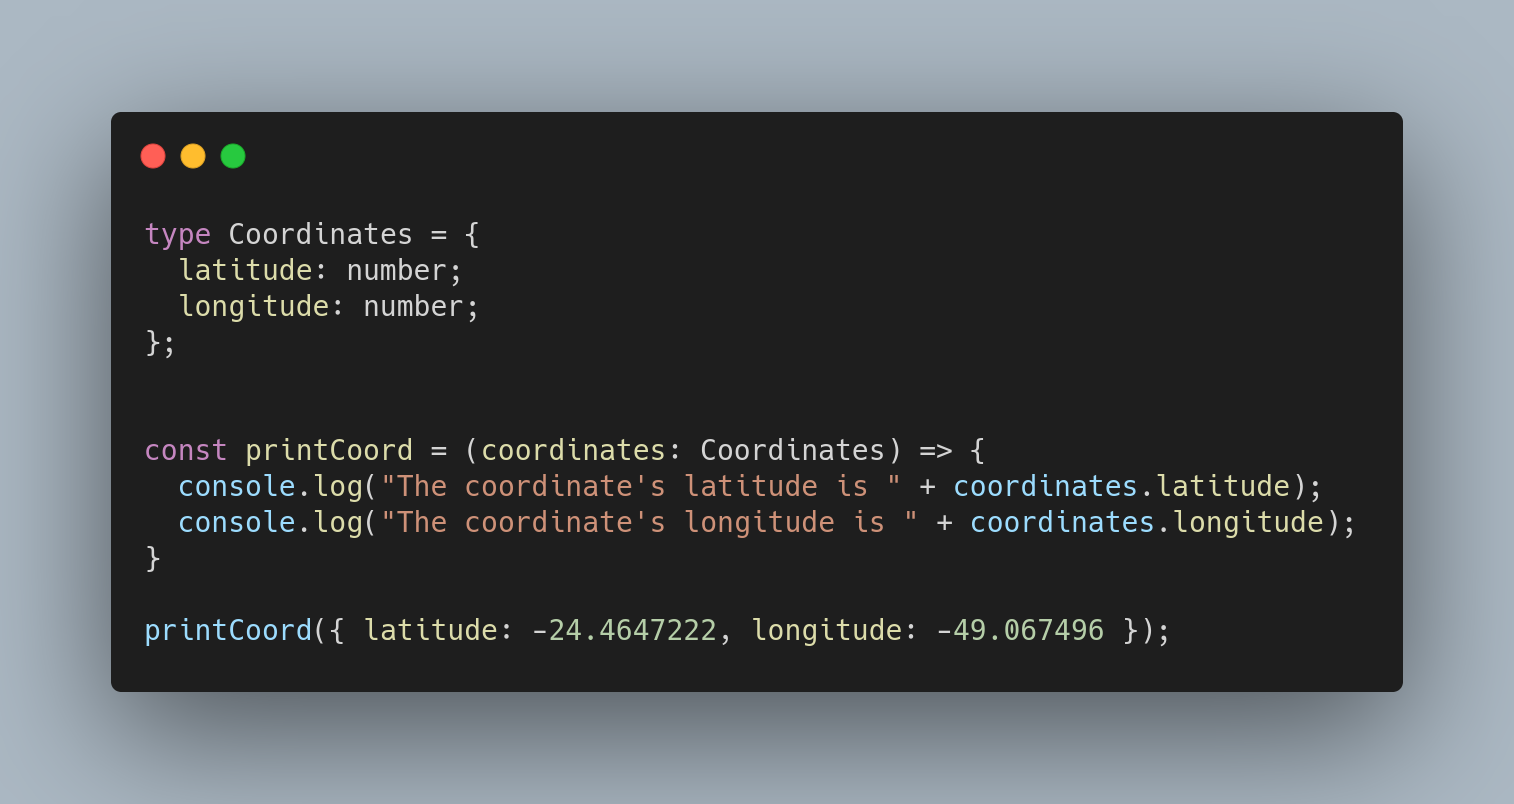 type Coordinates = {
  latitude: number;
  longitude: number;
};
const printCoord = (coordinates: Coordinates) => {
  console.log("The coordinate's latitude is " + coordinates.latitude);
  console.log("The coordinate's longitude is " + coordinates.longitude);
}
printCoord({ latitude: -24.4647222, longitude: -49.067496 });